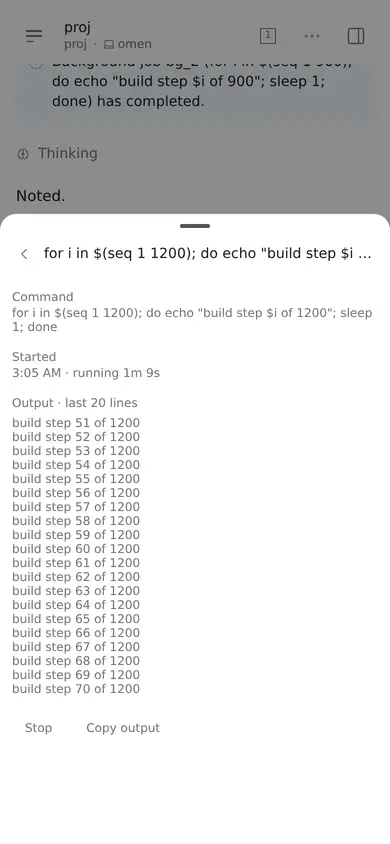 proj
proj · omen
1
Background job bg_2 (for i in $(seq 1 900);
do echo "build step $i of 900"; sleep 1;
done) has completed.
Thinking
Noted.
for i in $(seq 1 1200); do echo "build step $i ...
Command
for i in $(seq 1 1200); do echo "build step $i of 1200"; sleep
1; done
Started
3:05 AM · running 1m 9s
Output · last 20 lines
build step 51 of 1200
build step 52 of 1200
build step 53 of 1200
build step 54 of 1200
build step 55 of 1200
build step 56 of 1200
build step 57 of 1200
build step 58 of 1200
build step 59 of 1200
build step 60 of 1200
build step 61 of 1200
build step 62 of 1200
build step 63 of 1200
build step 64 of 1200
build step 65 of 1200
build step 66 of 1200
build step 67 of 1200
build step 68 of 1200
build step 69 of 1200
build step 70 of 1200
Stop
Copy output